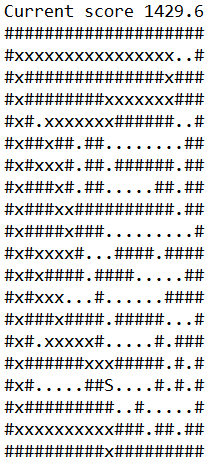 Current score 1429.6
####################
#xxxxxxxxxxxxxxxx..#
#x##############x###
#x########xxxxxxx###
#x#.xxxxxxx######..#
#x##x##.##........##
#x#xxx#.##.######.##
#x###x#.##.....##.##
#x###xx##########.##
#x####x###.........#
#x#xxxx#...####.####
#x#x####.####.....##
#x#xxx...#......####
#x###x####.#####...#
#x#.xxxxx#.....#.###
#x######xxx#####.#.#
#x#.....##S....#.#.#
#x#########..#.....#
#xxxxxxxxxx###.##.##
##########x#########